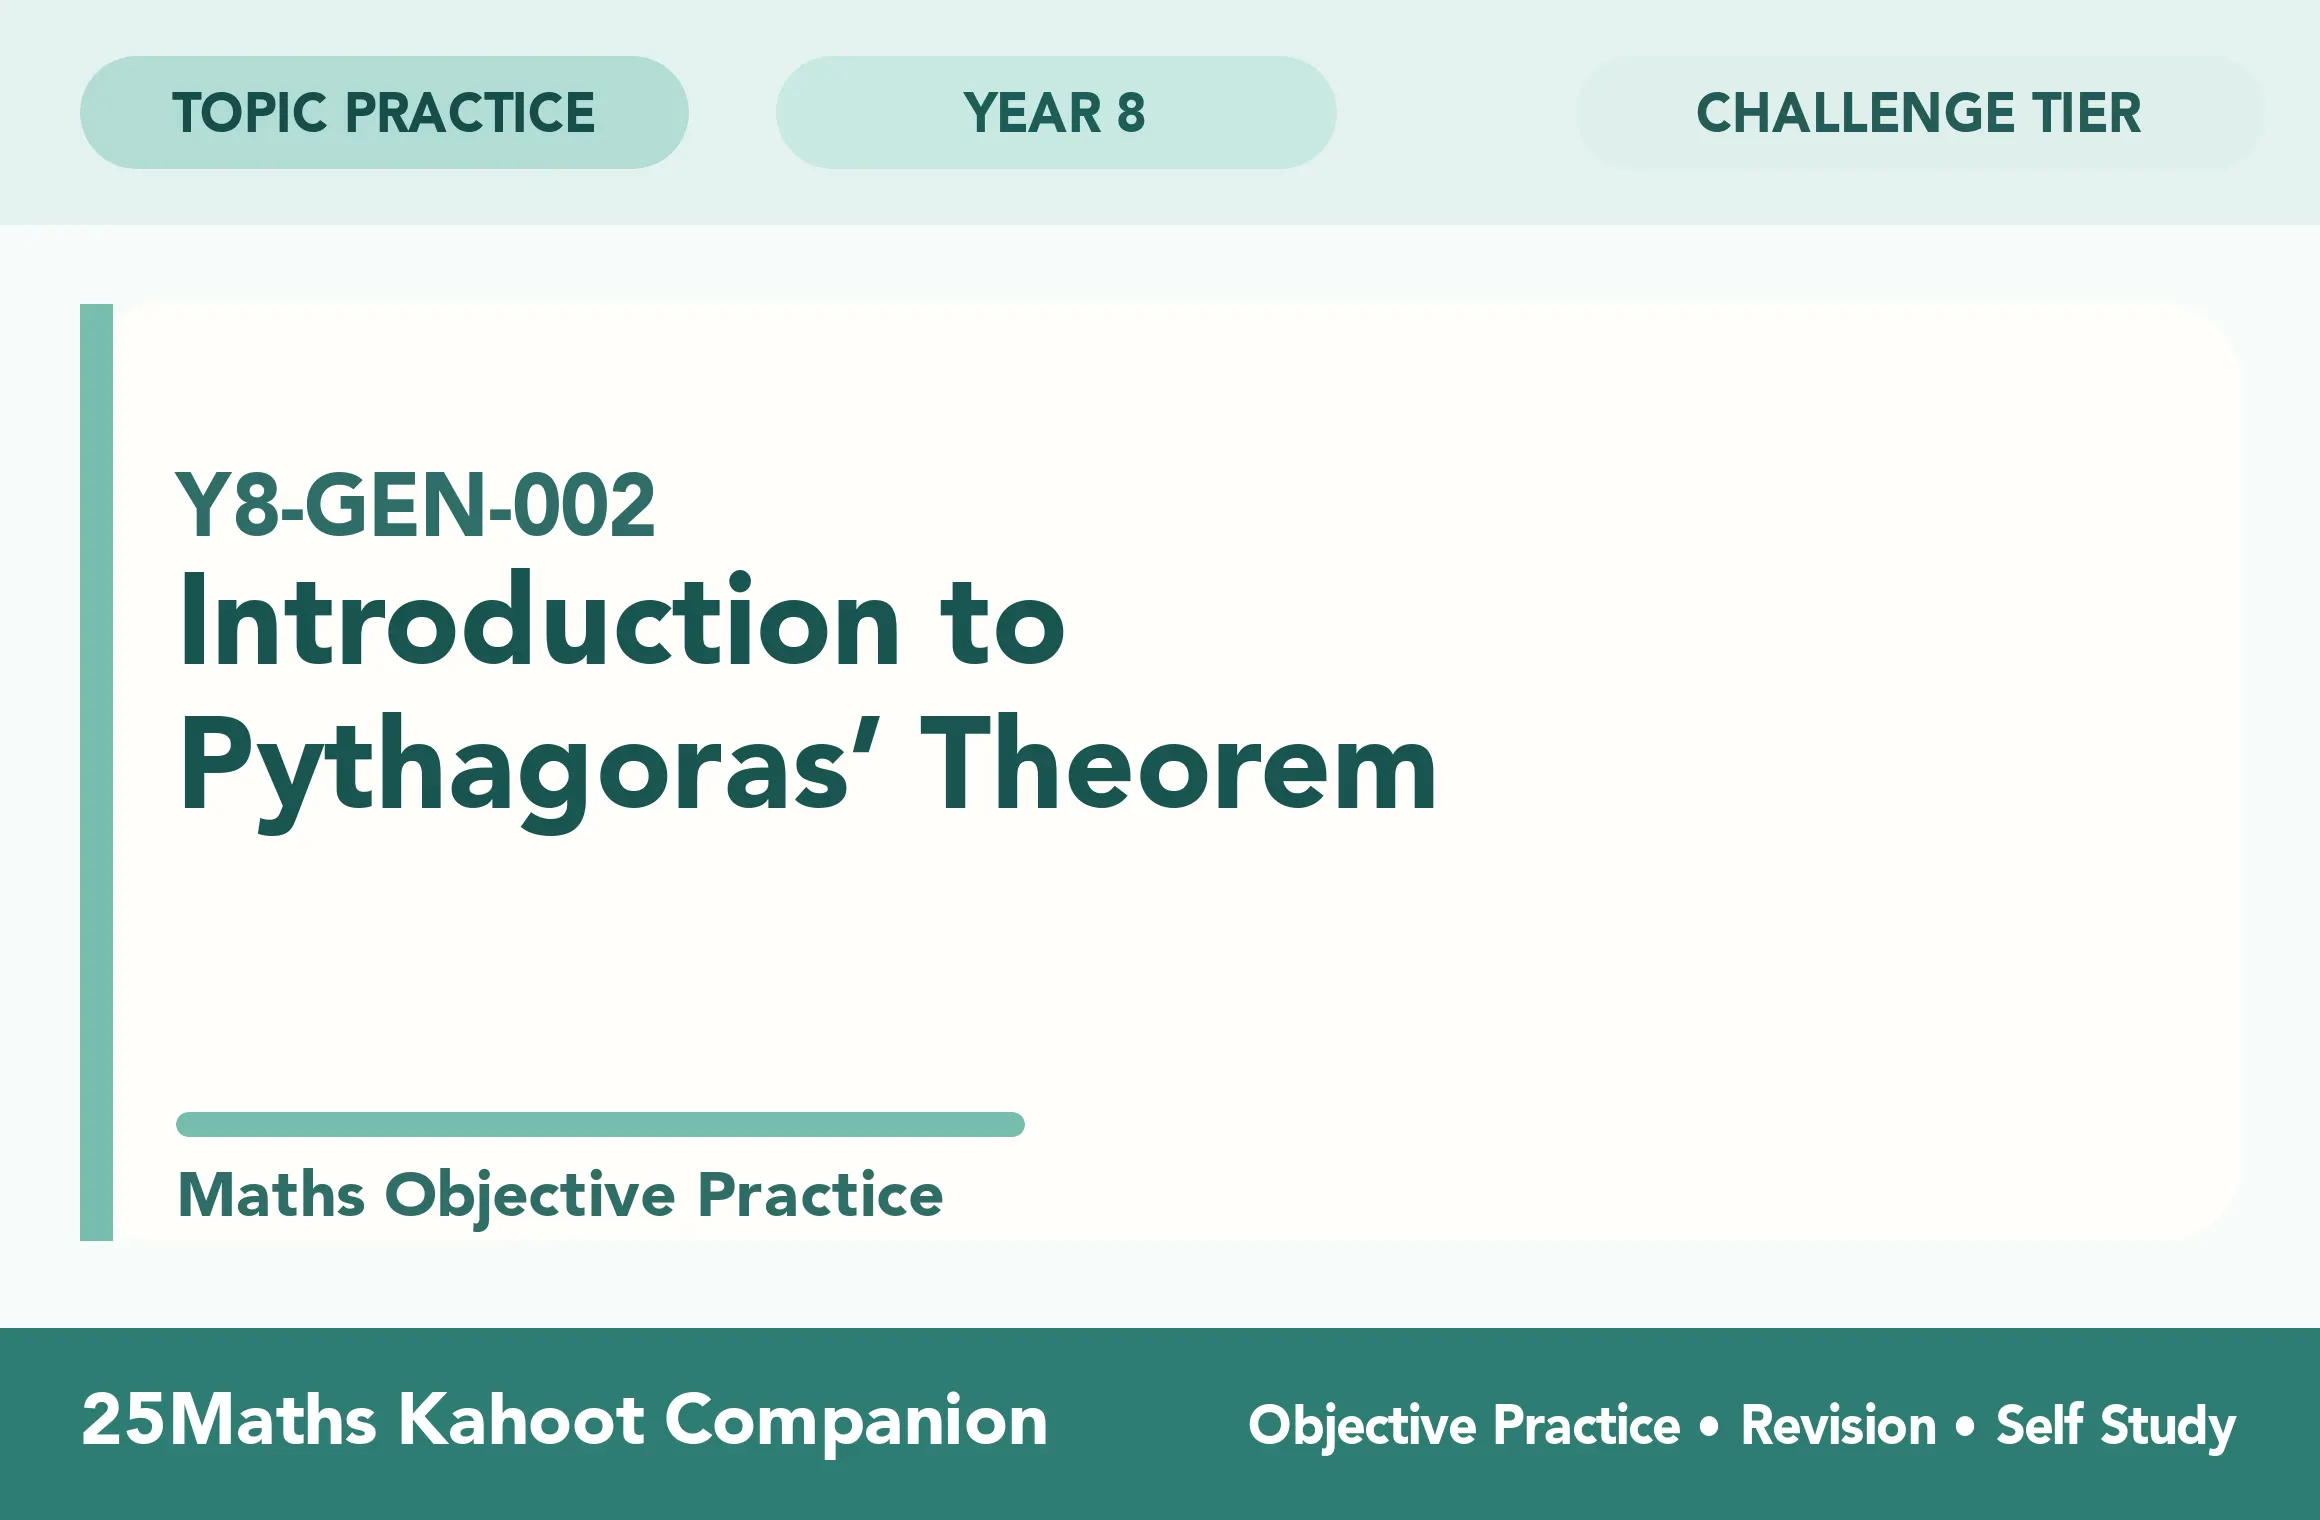 TOPIC PRACTICE
YEAR 8
CHALLENGE TIER
Y8-GEN-002
Introduction to
Pythagoras’ Theorem
Maths Objective Practice
25Maths Kahoot Companion
Objective Practice • Revision • Self Study